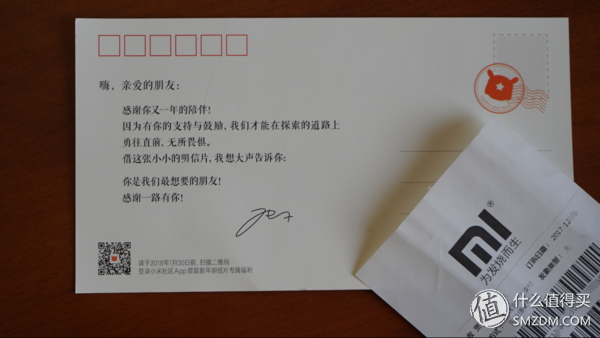 嗨，亲爱的朋友：
感谢你又一年的陪伴！
因为有你的支持与鼓励，我们才能在探索的道路上
勇往直前，无所畏惧。
借这张小小的明信片，我想大声告诉你：
你是我们最想要的朋友！
感谢一路有你！
请于2018年1月30日前，扫描二维码
登录小米社区App领取新年明信片专属福利
MI®
为发烧而生
订购日期：2017-12
发票类型：
值 什么值得买
SMZDM.COM